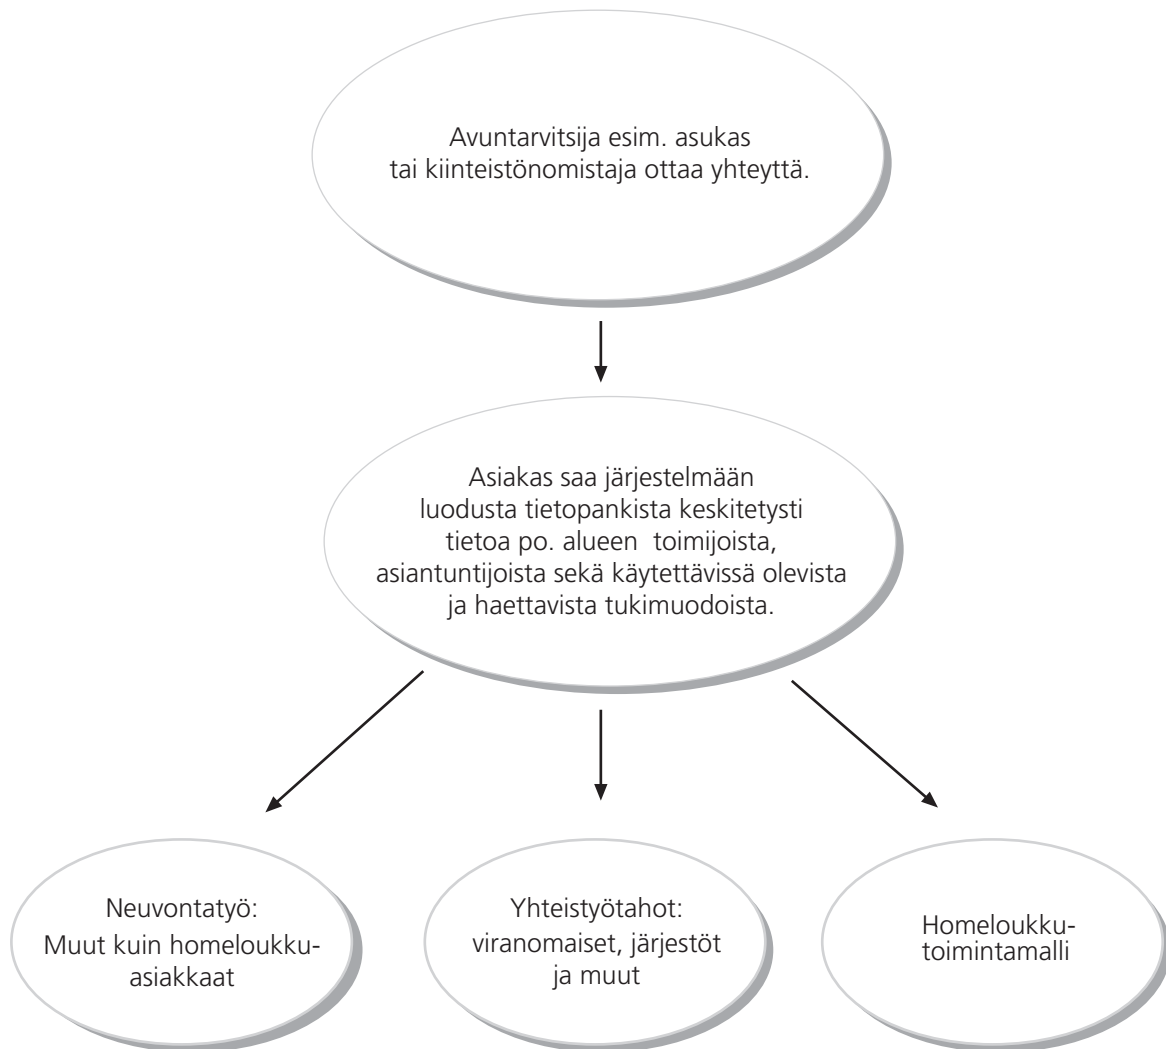 Avuntarvitsija esim. asukas
tai kiinteistönomistaja ottaa yhteyttä.
Asiakas saa järjestelmään
luodusta tietopankista keskitetysti
tietoa po. alueen toimijoista,
asiantuntijoista sekä käytettävissä olevista
ja haettavista tukimuodoista.
Neuvontatyö:
Muut kuin homeloukku-
asiakkaat
Yhteistyötahot:
viranomaiset, järjestöt
ja muut
Homeloukku-
toimintamalli